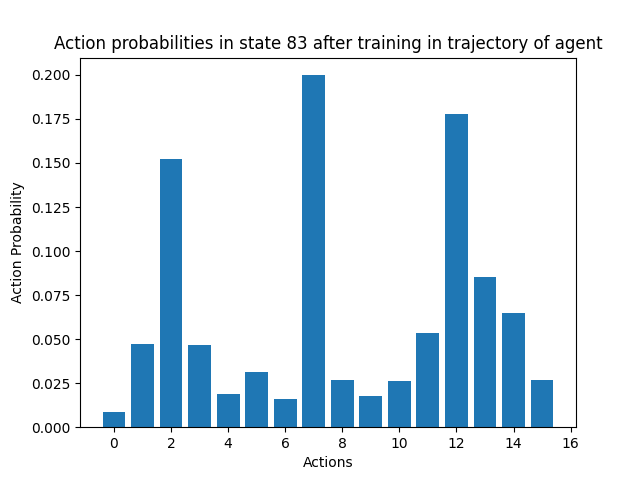 Action probabilities in state 83 after training in trajectory of agent
0.200
0.175
0.150
0.125
0.100
0.075
0.050
0.025
0.000
Action Probability
0 2 4 6 8 10 12 14 16
Actions